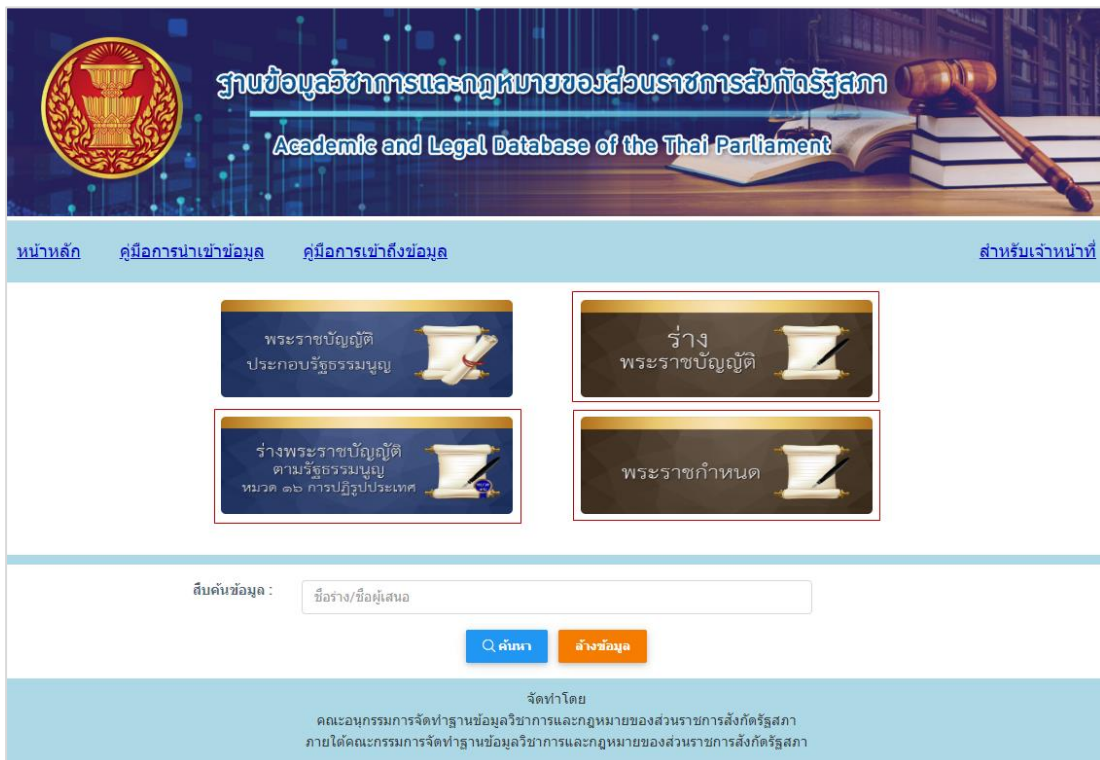 ฐานข้อมูลวิชาการและกฎหมายของส่วนราชการสังกัดรัฐสภา
Academic and Legal Database of the Thai Parliament
หน้าหลัก คู่มือการนำเข้าข้อมูล คู่มือการเข้าถึงข้อมูล สำหรับเจ้าหน้าที่
พระราชบัญญัติ
ประกอบรัฐธรรมนูญ
ร่าง
พระราชบัญญัติ
ร่างพระราชบัญญัติ
ตามรัฐธรรมนูญ
หมวด ๑๖ การปฏิรูปประเทศ
พระราชกำหนด
สืบค้นข้อมูล :
ชื่อร่าง/ชื่อผู้เสนอ
ค้นหา ล้างข้อมูล
จัดทำโดย
คณะอนุกรรมการจัดทำฐานข้อมูลวิชาการและกฎหมายของส่วนราชการสังกัดรัฐสภา
ภายใต้คณะกรรมการจัดทำฐานข้อมูลวิชาการและกฎหมายของส่วนราชการสังกัดรัฐสภา